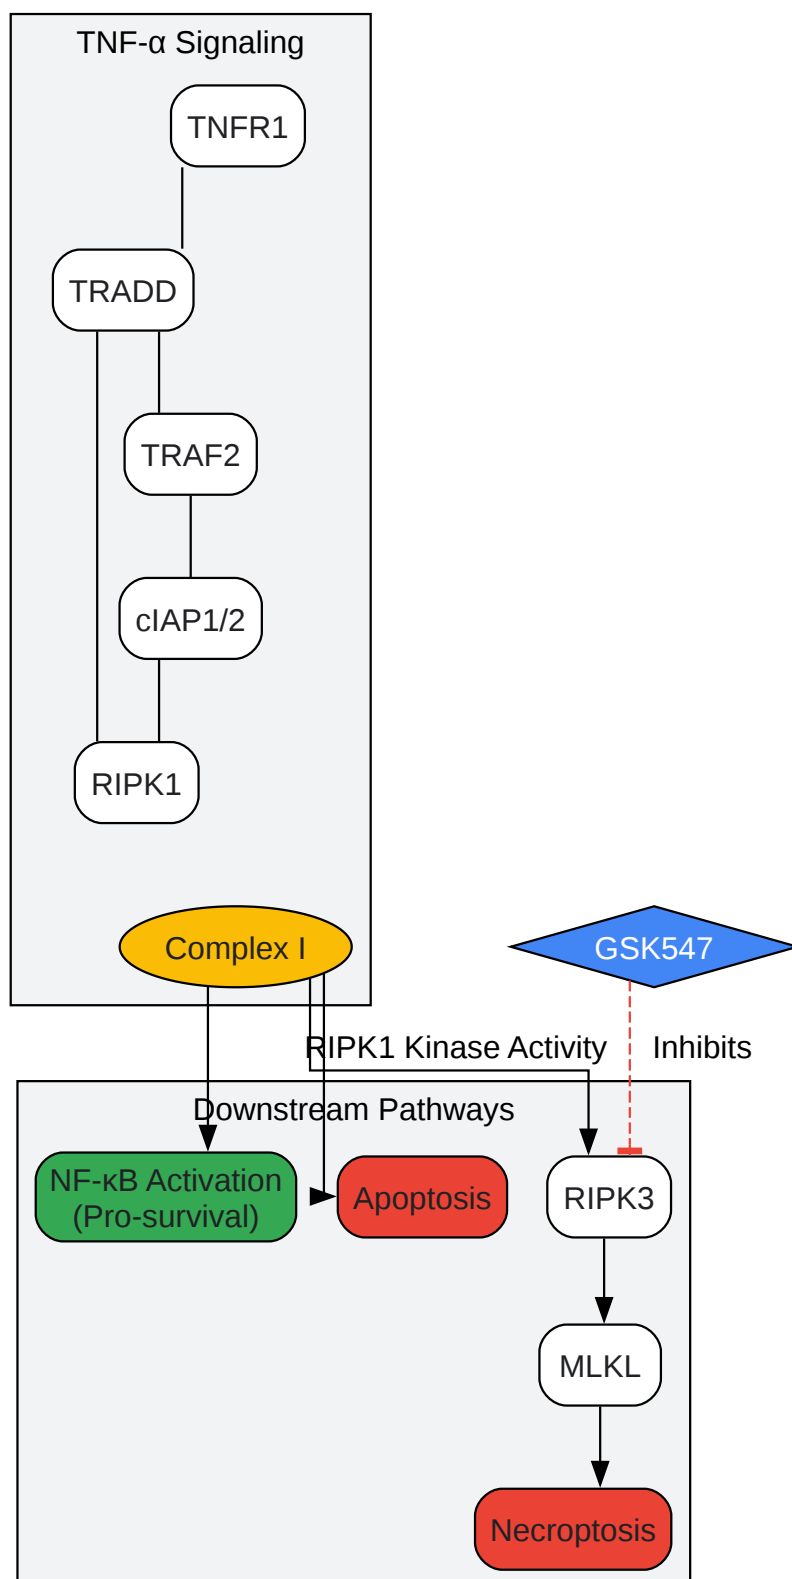 TNF-α Signaling
TNFR1
TRADD
TRAF2
cIAP1/2
RIPK1
Complex I
GSK547
RIPK1 Kinase Activity
Inhibits
Downstream Pathways
NF-κB Activation
(Pro-survival)
Apoptosis
RIPK3
MLKL
Necroptosis